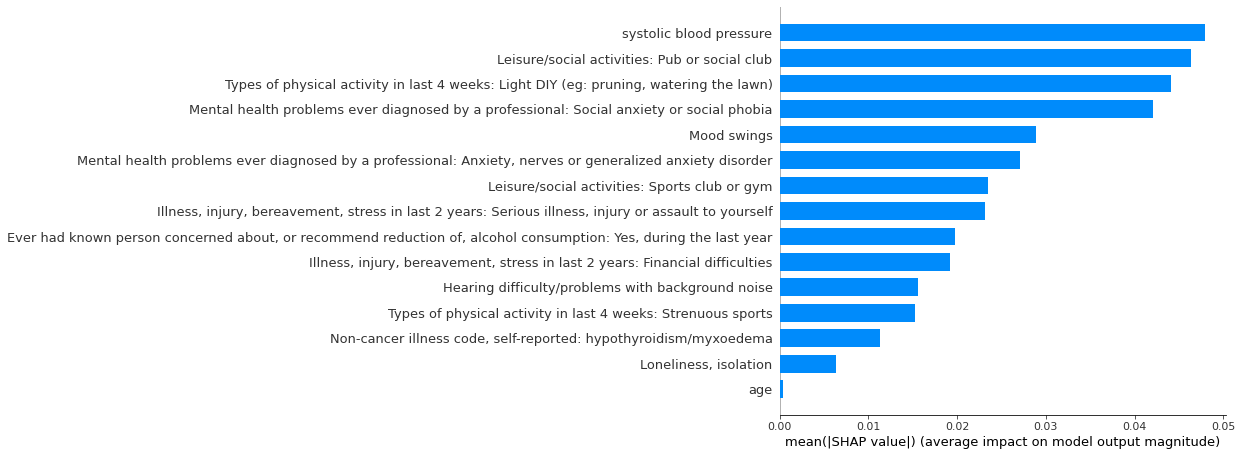 systolic blood pressure
Leisure/social activities: Pub or social club
Types of physical activity in last 4 weeks: Light DIY (eg: pruning, watering the lawn)
Mental health problems ever diagnosed by a professional: Social anxiety or social phobia
Mood swings
Mental health problems ever diagnosed by a professional: Anxiety, nerves or generalized anxiety disorder
Leisure/social activities: Sports club or gym
Illness, injury, bereavement, stress in last 2 years: Serious illness, injury or assault to yourself
Ever had known person concerned about, or recommend reduction of, alcohol consumption: Yes, during the last year
Illness, injury, bereavement, stress in last 2 years: Financial difficulties
Hearing difficulty/problems with background noise
Types of physical activity in last 4 weeks: Strenuous sports
Non-cancer illness code, self-reported: hypothyroidism/myxoedema
Loneliness, isolation
age
0.00 0.01 0.02 0.03 0.04 0.05
mean(|SHAP value|) (average impact on model output magnitude)